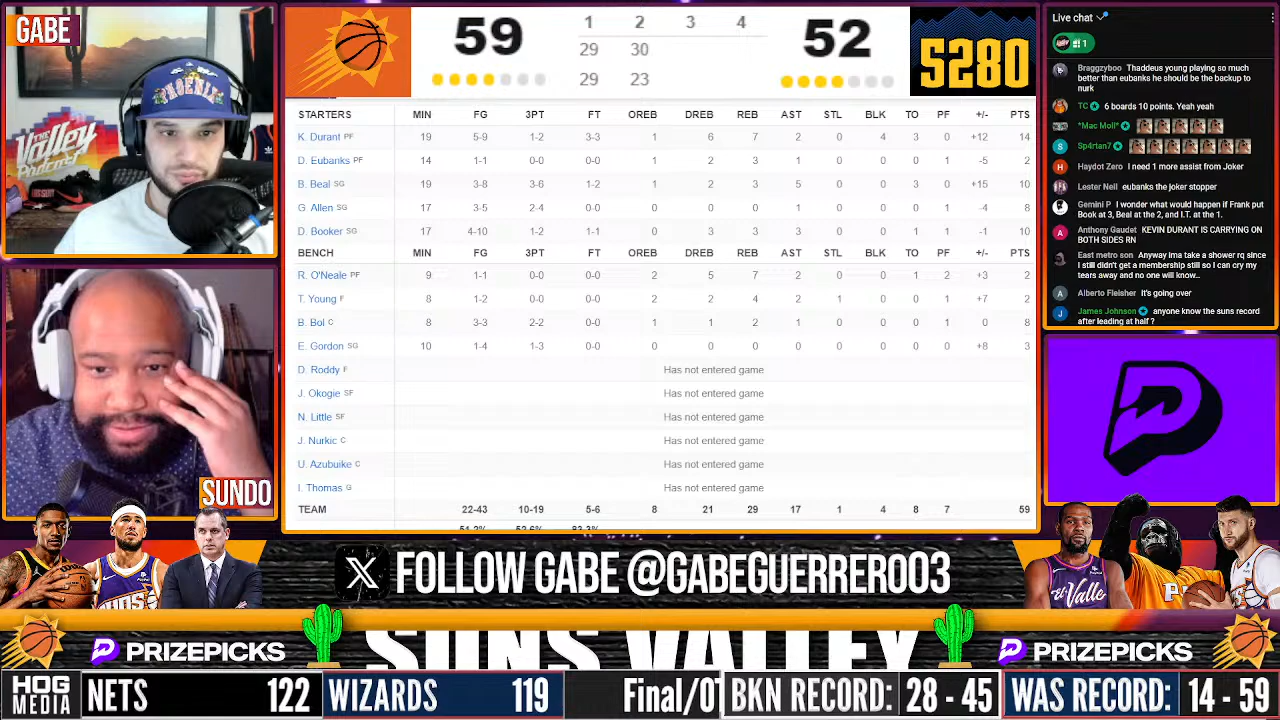 GABE
PHOENIX
THE
Valley
Podcast
SUNDO
59
1 2 3 4
29 30
29 23
52
5280
STARTERS MIN FG 3PT FT OREB DREB REB AST STL BLK TO PF +/- PTS
K. Durant PF 19 5-9 1-2 3-3 1 6 7 2 0 4 3 0 +12 14
D. Eubanks PF 14 1-1 0-0 0-0 1 2 3 1 0 0 0 1 -5 2
B. Beal SG 19 3-8 3-6 1-2 1 2 3 5 0 0 3 0 +15 10
G. Allen SG 17 3-5 2-4 0-0 0 0 0 1 0 0 0 1 -4 8
D. Booker SG 17 4-10 1-2 1-1 0 3 3 3 0 0 1 1 -1 10
BENCH MIN FG 3PT FT OREB DREB REB AST STL BLK TO PF +/- PTS
R. O'Neale PF 9 1-1 0-0 0-0 2 5 7 2 0 0 1 2 +3 2
T. Young F 8 1-2 0-0 0-0 2 2 4 2 1 0 0 1 +7 2
B. Bol C 8 3-3 2-2 0-0 1 1 2 1 0 0 0 1 0 8
E. Gordon SG 10 1-4 1-3 0-0 0 0 0 0 0 0 0 0 +8 3
D. Roddy F Has not entered game
J. Okogie SF Has not entered game
N. Little SF Has not entered game
J. Nurkic C Has not entered game
U. Azubuike C Has not entered game
I. Thomas G Has not entered game
TEAM 22-43 10-19 5-6 8 21 29 17 1 4 8 7 59
51.2% 52.6% 83.3%
Live chat
1
Braggzyboo Thaddeus young playing so much
better than eubanks he should be the backup to
nurk
TC 6 boards 10 points. Yeah yeah
*Mac Moll*
Sp4rtan7
Haydot Zero I need 1 more assist from Joker
Lester Neil eubanks the joker stopper
Gemini P I wonder what would happen if Frank put
Book at 3, Beal at the 2, and I.T. at the 1.
Anthony Gaudet KEVIN DURANT IS CARRYING ON
BOTH SIDES RN
East metro son Anyway ima take a shower rq since
I still didn't get a membership still so I can cry my
tears away and no one will know...
Alberto Fleisher it's going over
James Johnson anyone know the suns record
after leading at half ?
X FOLLOW GABE @GABEGUERRERO03
SUNS
El Valle
PRIZEPICKS
SUNS VALLEY
PRIZEPICKS
HOG
MEDIA
NETS 122 WIZARDS 119 Final/OT BKN RECORD: 28 - 45 WAS RECORD: 14 - 59